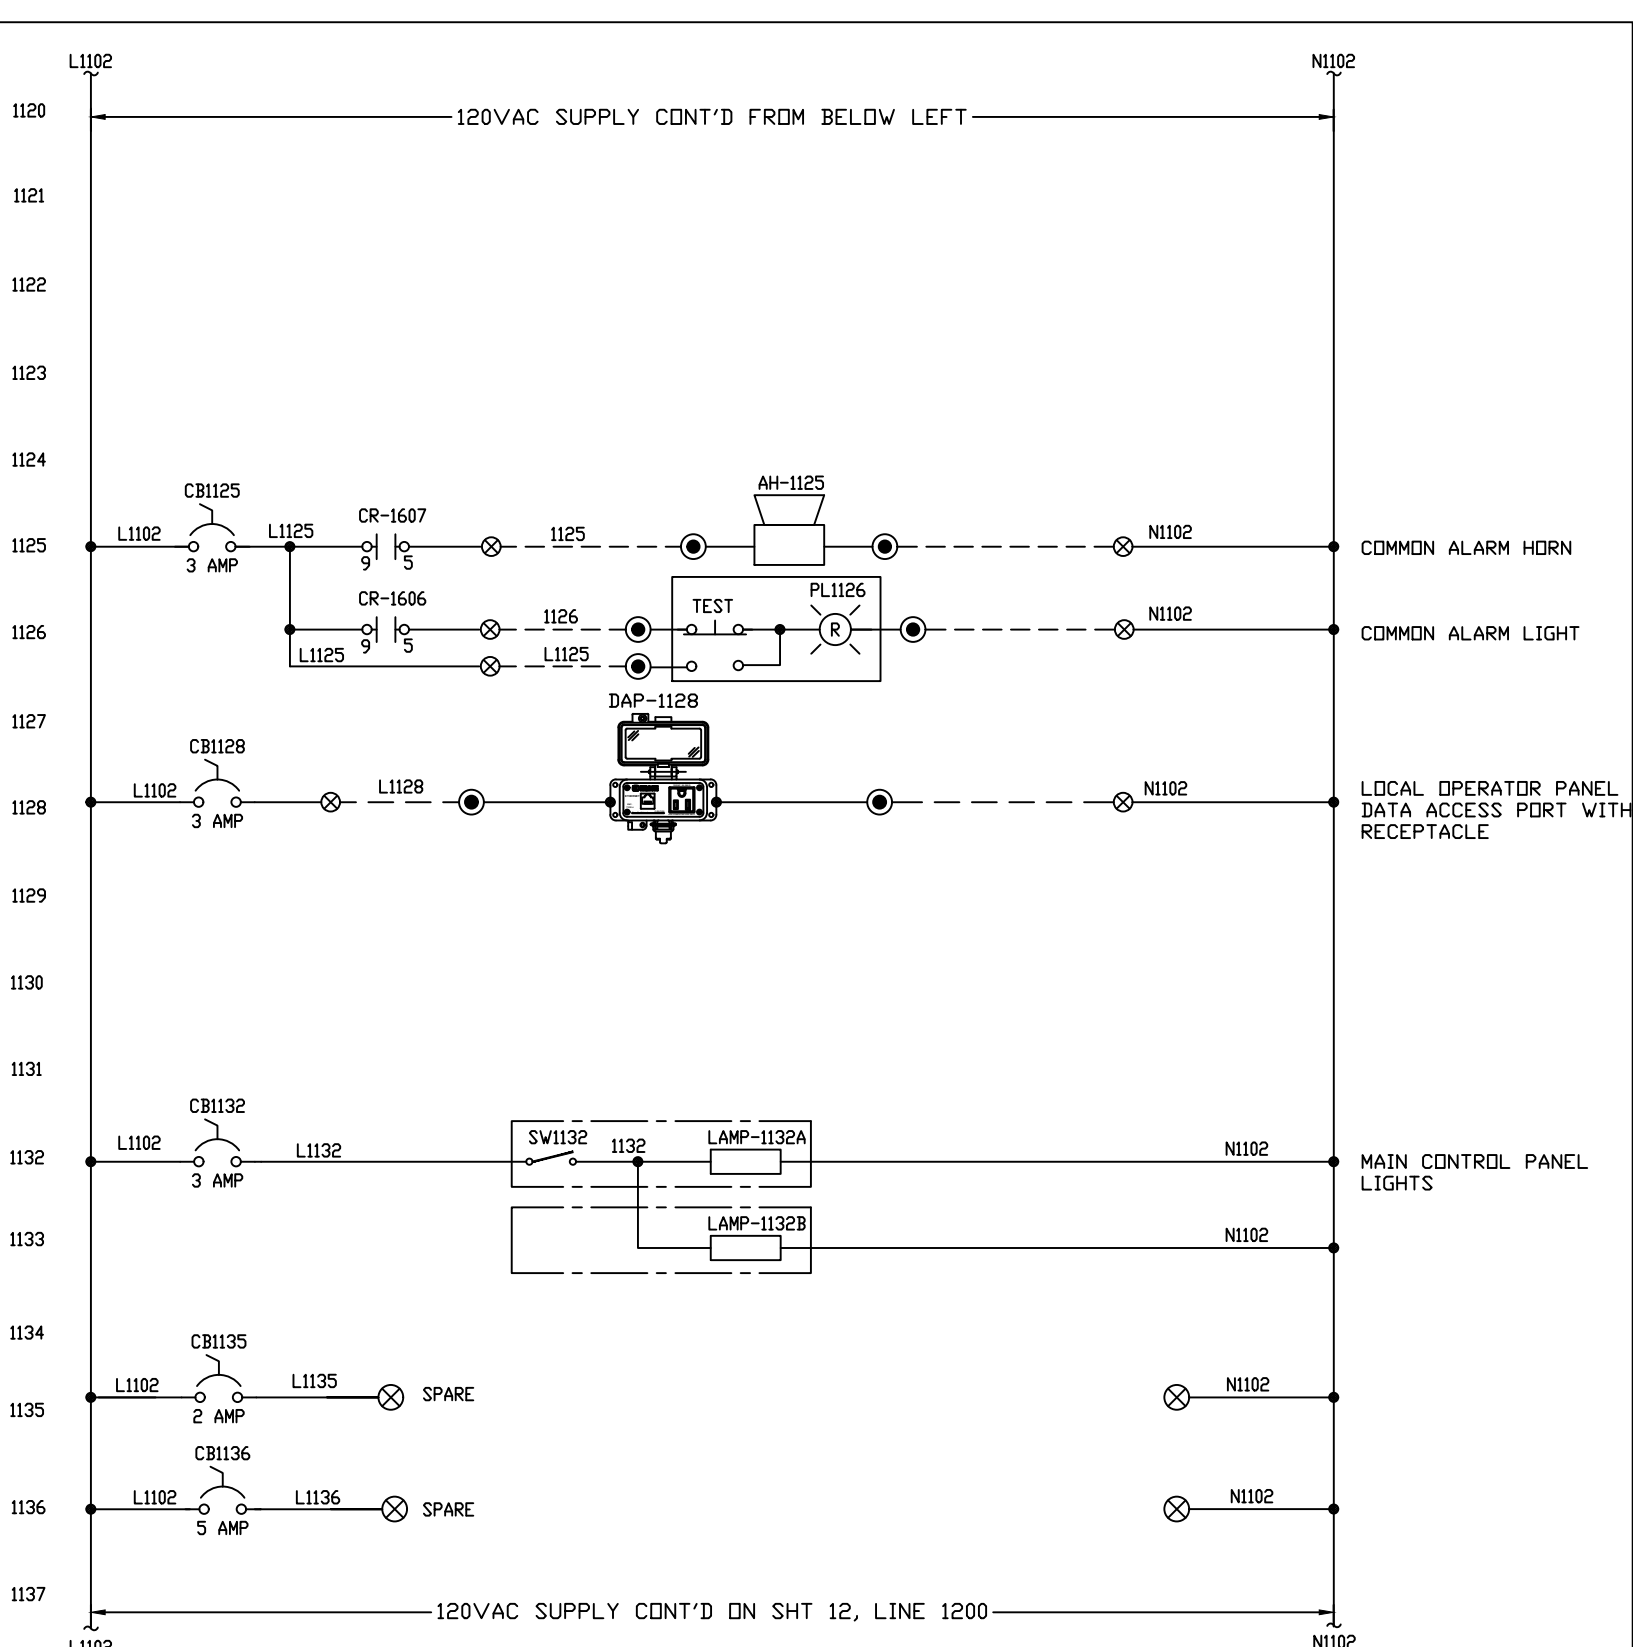 L1102 N1102
1120 120VAC SUPPLY CONT'D FROM BELOW LEFT
1121
1122
1123
1124
AH-1125
CB1125
CR-1607
L1102 L1125 1125 N1102
1125 COMMON ALARM HORN
3 AMP 9 5
PL1126
CR-1606 TEST
1126 N1102
R
1126 COMMON ALARM LIGHT
9 5
L1125 L1125
DAP-1128
1127
CB1128
L1102 L1128 N1102 LOCAL OPERATOR PANEL
1128 DATA ACCESS PORT WITH
3 AMP RECEPTACLE
1129
1130
1131
CB1132
SW1132 1132 LAMP-1132A
L1102 L1132 N1102
1132 MAIN CONTROL PANEL
3 AMP LIGHTS
LAMP-1132B
1133 N1102
1134
CB1135
L1102 L1135 SPARE N1102
1135 2 AMP
CB1136
L1102 L1136 N1102
1136 SPARE
5 AMP
1137
120VAC SUPPLY CONT'D ON SHT 12, LINE 1200
L1102 N1102